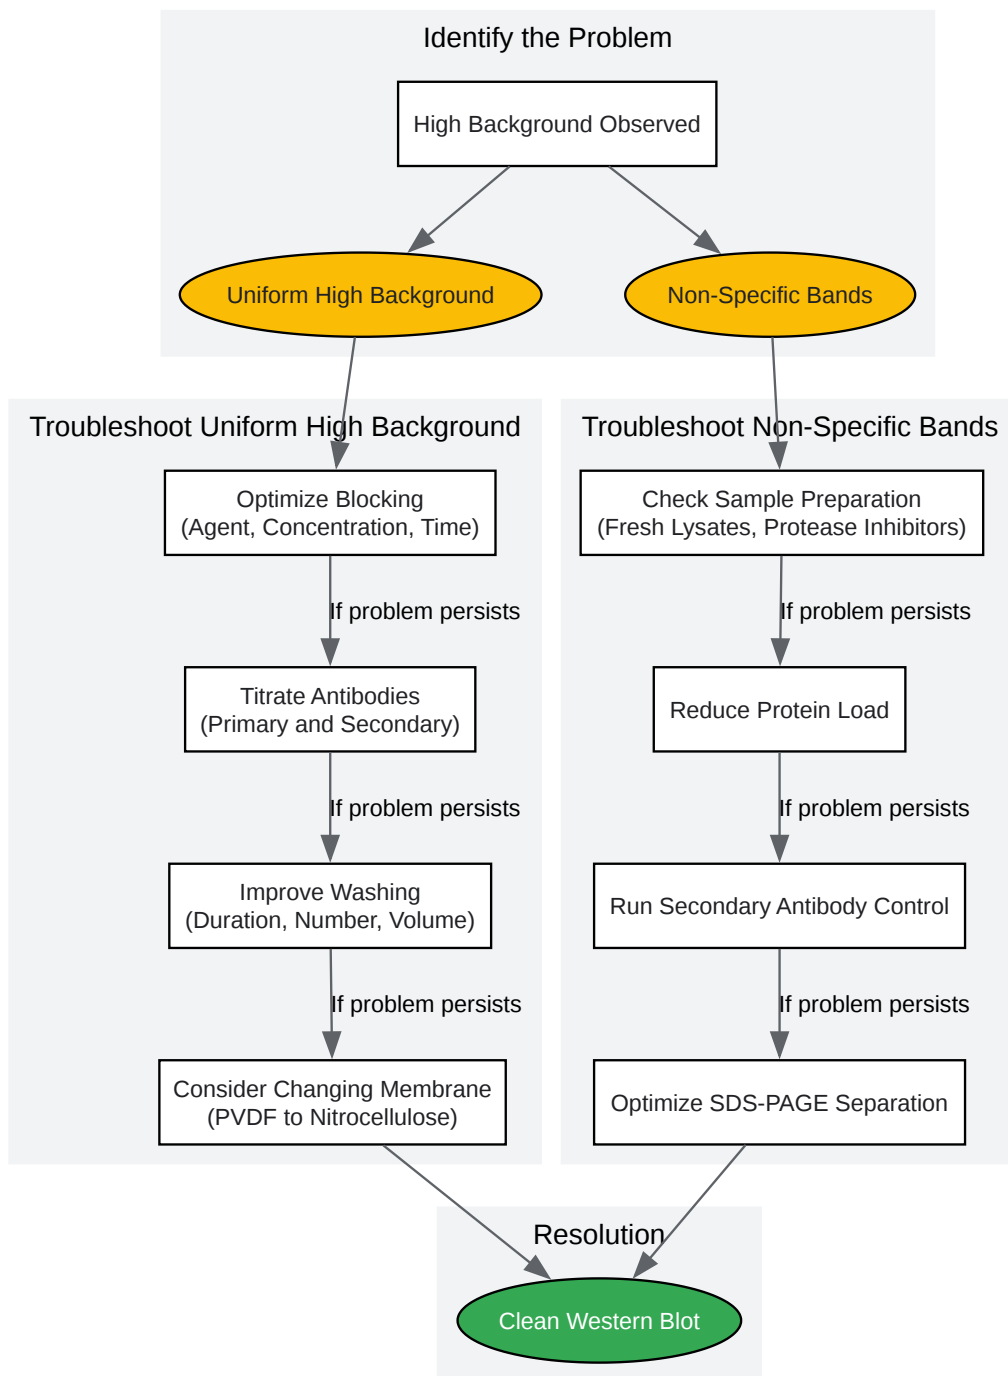 Identify the Problem
High Background Observed
Uniform High Background
Non-Specific Bands
Troubleshoot Uniform High Background
Optimize Blocking
(Agent, Concentration, Time)
If problem persists
Titrate Antibodies
(Primary and Secondary)
If problem persists
Improve Washing
(Duration, Number, Volume)
If problem persists
Consider Changing Membrane
(PVDF to Nitrocellulose)
Troubleshoot Non-Specific Bands
Check Sample Preparation
(Fresh Lysates, Protease Inhibitors)
If problem persists
Reduce Protein Load
If problem persists
Run Secondary Antibody Control
If problem persists
Optimize SDS-PAGE Separation
Resolution
Clean Western Blot